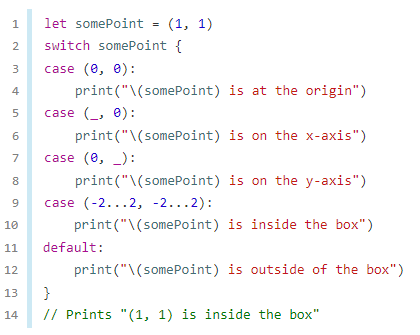 1 let somePoint = (1, 1)
2 switch somePoint {
3 case (0, 0):
4     print("\(somePoint) is at the origin")
5 case (_, 0):
6     print("\(somePoint) is on the x-axis")
7 case (0, _):
8     print("\(somePoint) is on the y-axis")
9 case (-2...2, -2...2):
10     print("\(somePoint) is inside the box")
11 default:
12     print("\(somePoint) is outside of the box")
13 }
14 // Prints "(1, 1) is inside the box"